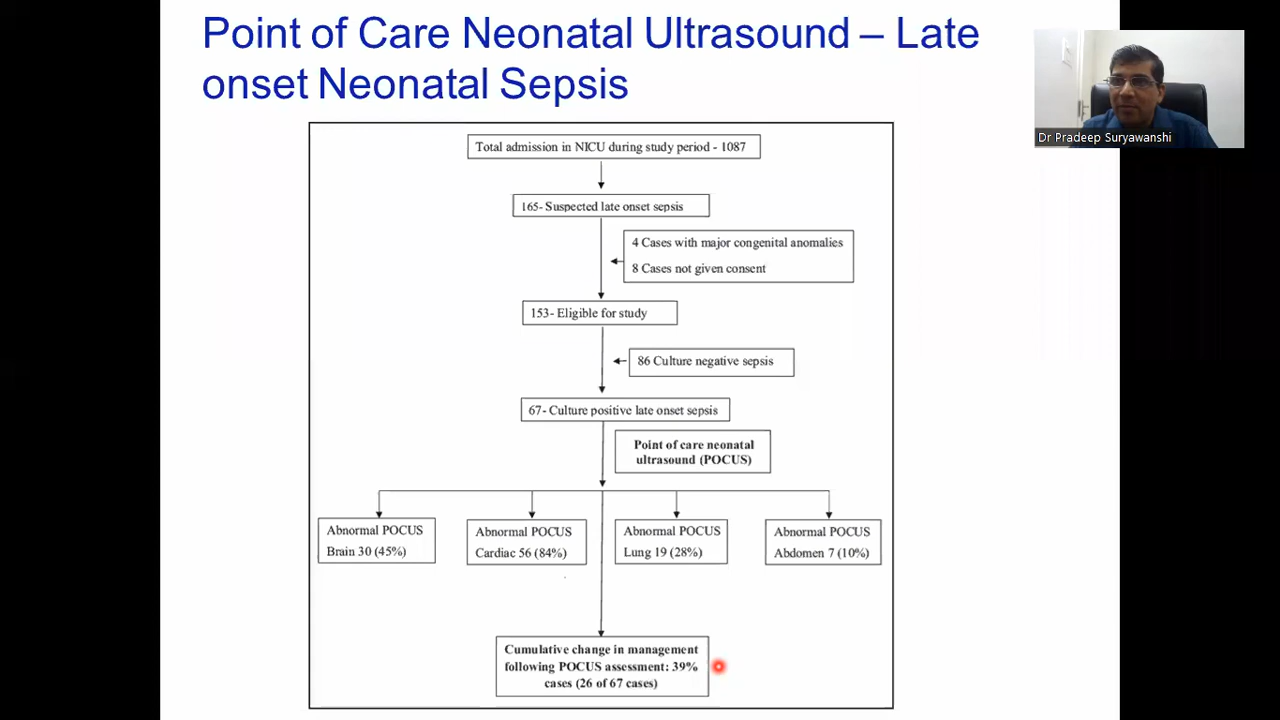 Point of Care Neonatal Ultrasound – Late
onset Neonatal Sepsis
Dr Pradeep Suryawanshi
Total admission in NICU during study period - 1087
165- Suspected late onset sepsis
4 Cases with major congenital anomalies
8 Cases not given consent
153- Eligible for study
86 Culture negative sepsis
67- Culture positive late onset sepsis
Point of care neonatal
ultrasound (POCUS)
Abnormal POCUS
Brain 30 (45%)
Abnormal POCUS
Cardiac 56 (84%)
Abnormal POCUS
Lung 19 (28%)
Abnormal POCUS
Abdomen 7 (10%)
Cumulative change in management
following POCUS assessment: 39%
cases (26 of 67 cases)